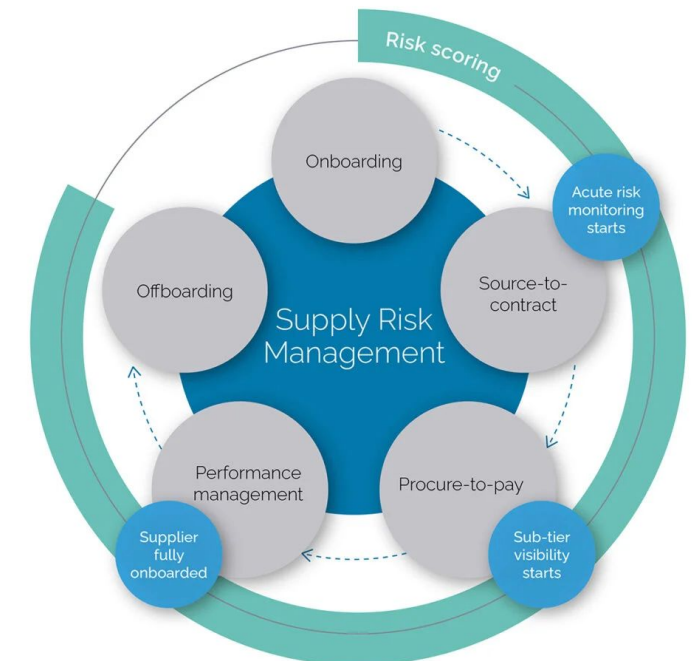 Risk scoring
Onboarding
Acute risk
monitoring
starts
Source-to-
contract
Offboarding
Supply Risk
Management
Performance
management
Procure-to-pay
Supplier
fully
onboarded
Sub-tier
visibility
starts